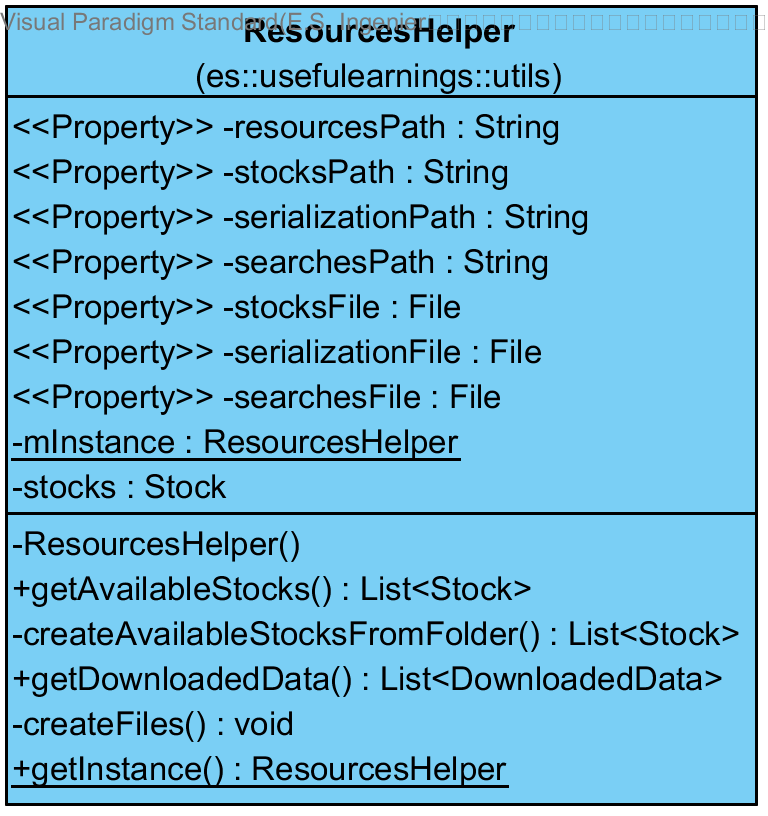 Visual Paradigm Standard(E.S. Ingenier
ResourcesHelper
(es::usefulearnings::utils)
<<Property>> -resourcesPath : String
<<Property>> -stocksPath : String
<<Property>> -serializationPath : String
<<Property>> -searchesPath : String
<<Property>> -stocksFile : File
<<Property>> -serializationFile : File
<<Property>> -searchesFile : File
-mInstance : ResourcesHelper
-stocks : Stock
-ResourcesHelper()
+getAvailableStocks() : List<Stock>
-createAvailableStocksFromFolder() : List<Stock>
+getDownloadedData() : List<DownloadedData>
-createFiles() : void
+getInstance() : ResourcesHelper